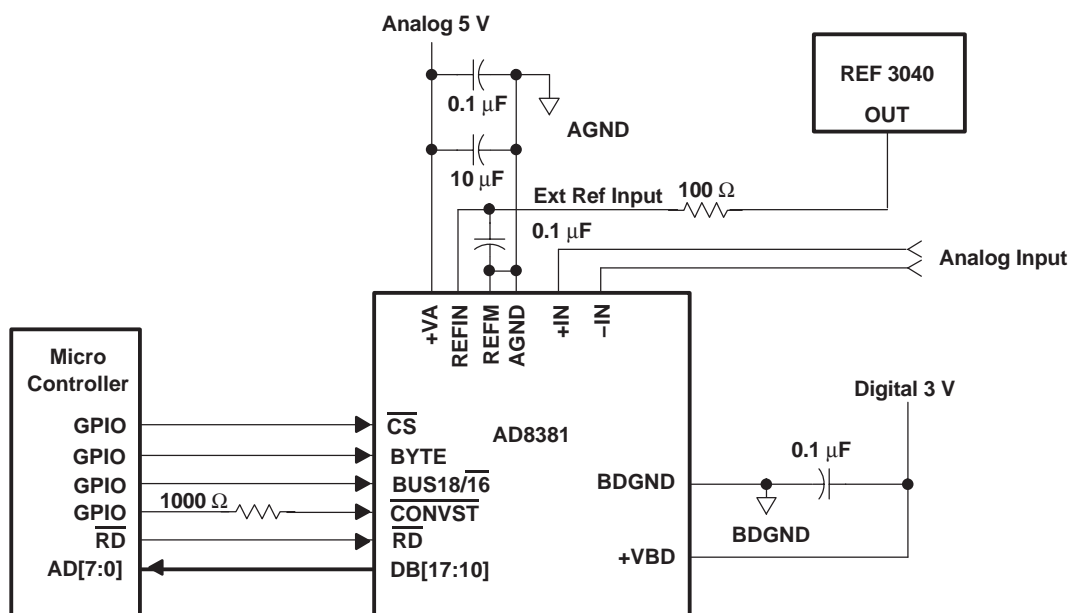 Analog 5 V
0.1 μF
AGND
10 μF
Ext Ref Input
100 Ω
0.1 μF
REF 3040
OUT
Analog Input
+VA
REFIN
REFM
AGND
+IN
–IN
Micro
Controller
GPIO
GPIO
GPIO
GPIO
RD
AD[7:0]
1000 Ω
CS
BYTE
BUS18/16
CONVST
RD
DB[17:10]
AD8381
BDGND
+VBD
Digital 3 V
0.1 μF
BDGND